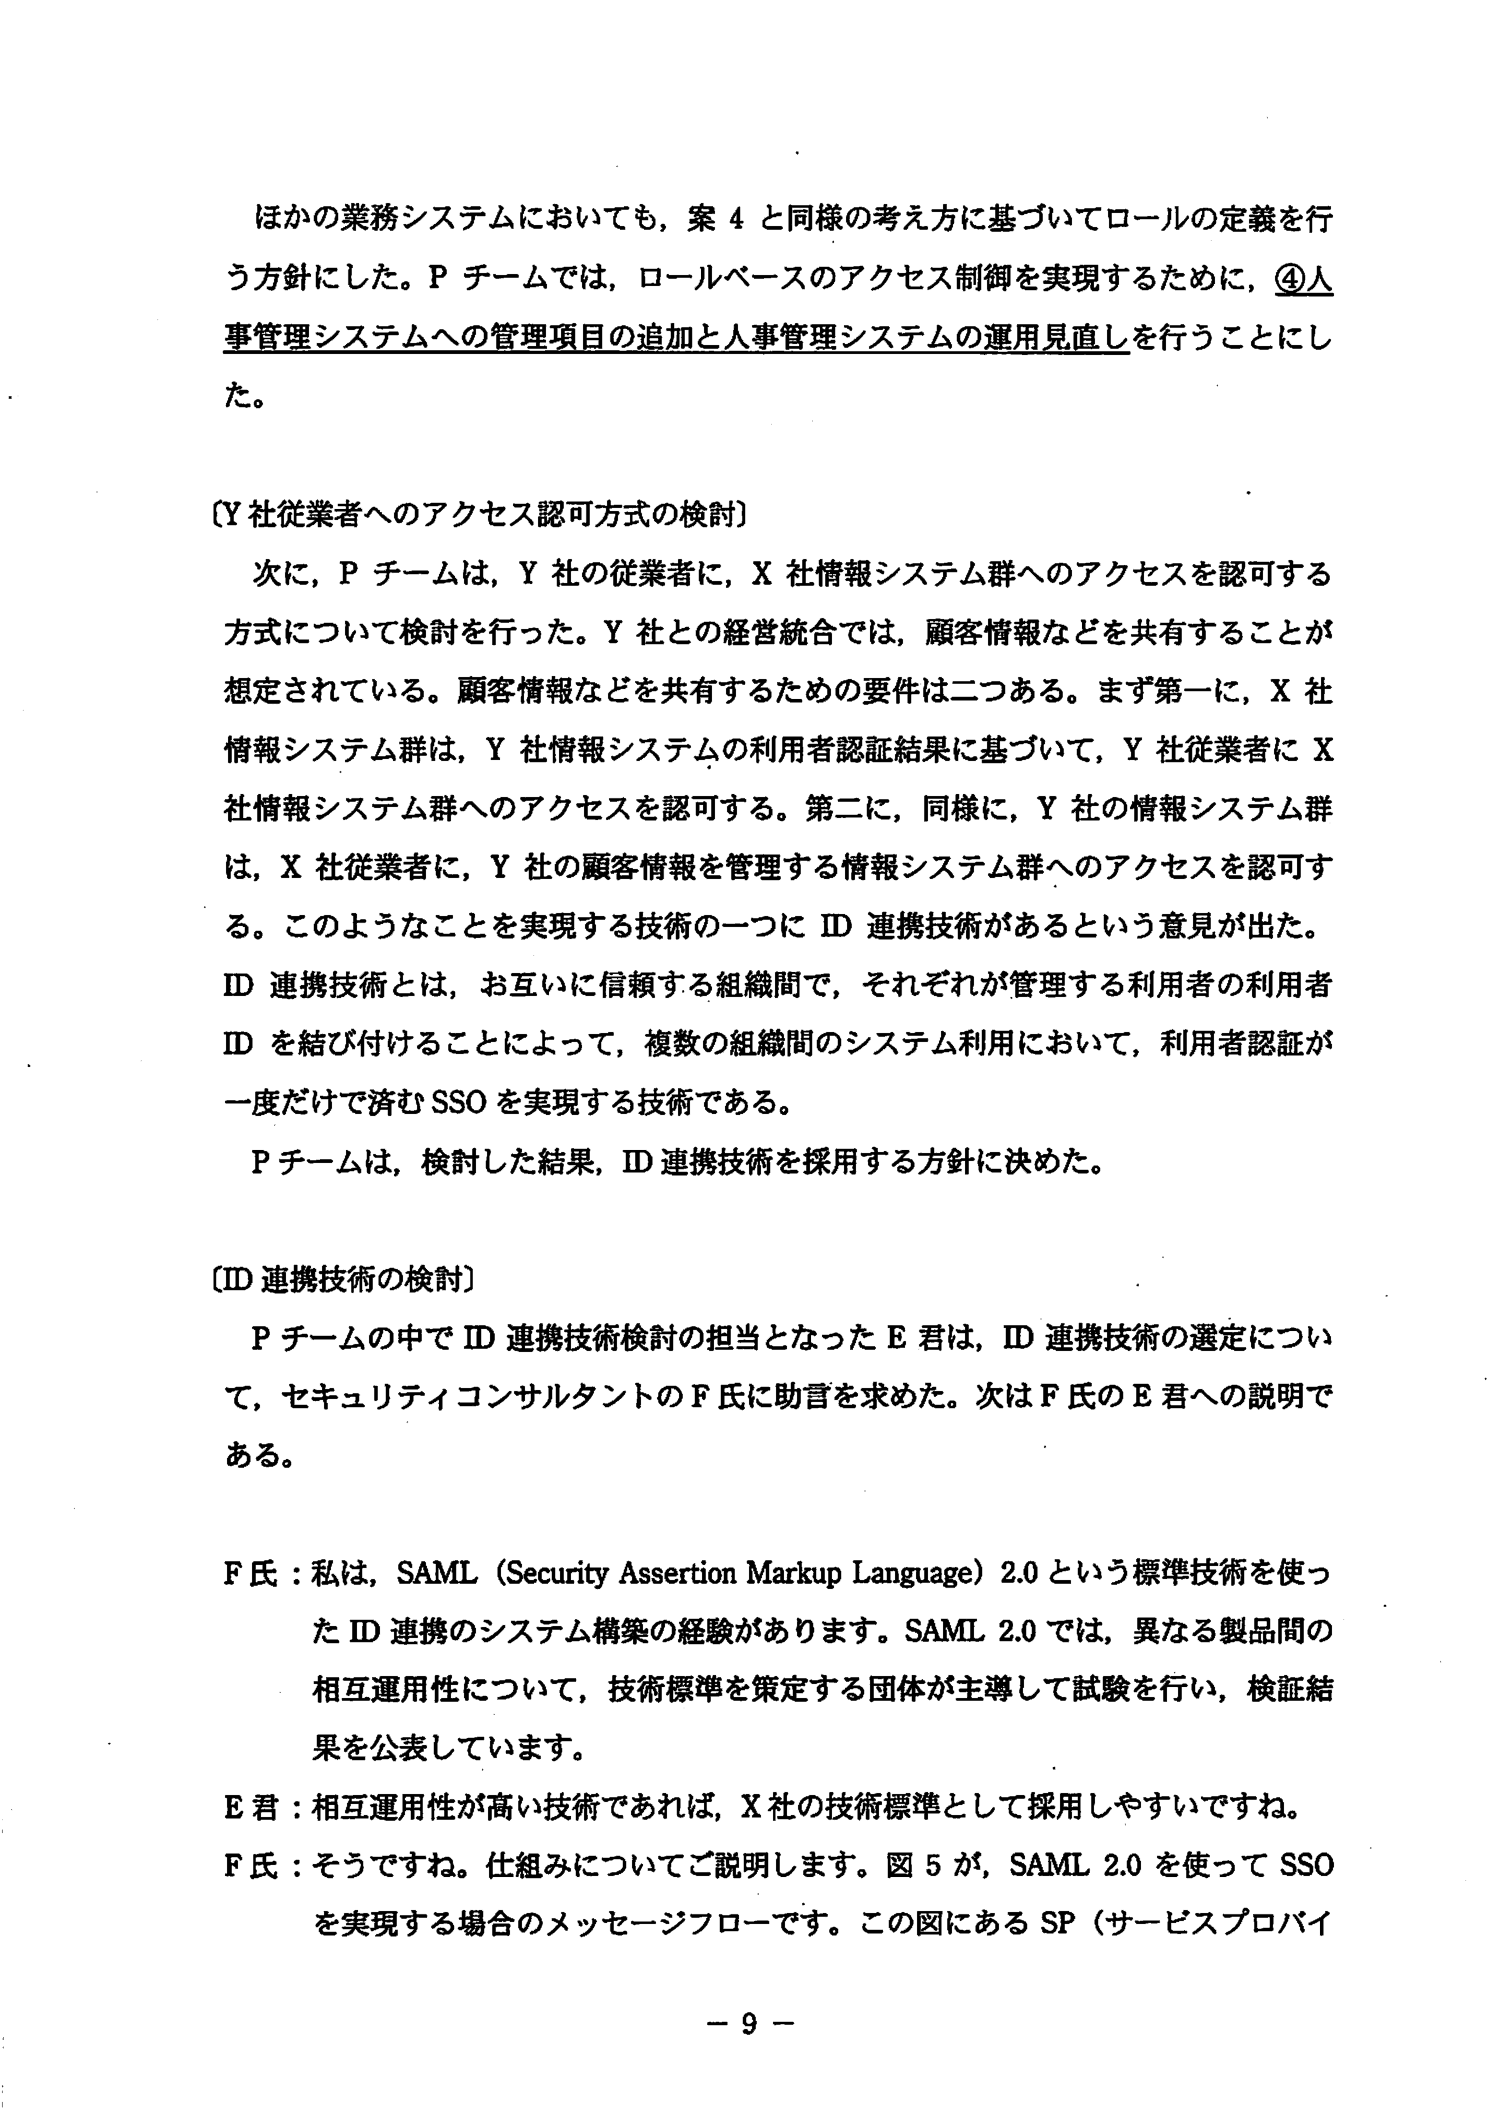 ほかの業務システムにおいても，案 4 と同様の考え方に基づいてロールの定義を行
う方針にした。P チームでは，ロールベースのアクセス制御を実現するために，④人
事管理システムへの管理項目の追加と人事管理システムの運用見直しを行うことにし
た。
〔Y 社従業者へのアクセス認可方式の検討〕
次に，P チームは，Y 社の従業者に，X 社情報システム群へのアクセスを認可する
方式について検討を行った。Y 社との経営統合では，顧客情報などを共有することが
想定されている。顧客情報などを共有するための要件は二つある。まず第一に，X 社
情報システム群は，Y 社情報システムの利用者認証結果に基づいて，Y 社従業者に X
社情報システム群へのアクセスを認可する。第二に，同様に，Y 社の情報システム群
は，X 社従業者に，Y 社の顧客情報を管理する情報システム群へのアクセスを認可す
る。このようなことを実現する技術の一つに ID 連携技術があるという意見が出た。
ID 連携技術とは，お互いに信頼する組織間で，それぞれが管理する利用者の利用者
ID を結び付けることによって，複数の組織間のシステム利用において，利用者認証が
一度だけで済む SSO を実現する技術である。
P チームは，検討した結果，ID 連携技術を採用する方針に決めた。
〔ID 連携技術の検討〕
P チームの中で ID 連携技術検討の担当となった E 君は，ID 連携技術の選定につい
て，セキュリティコンサルタントの F 氏に助言を求めた。次は F 氏の E 君への説明で
ある。
F 氏：私は，SAML（Security Assertion Markup Language）2.0 という標準技術を使っ
た ID 連携のシステム構築の経験があります。SAML 2.0 では，異なる製品間の
相互運用性について，技術標準を策定する団体が主導して試験を行い，検証結
果を公表しています。
E 君：相互運用性が高い技術であれば，X 社の技術標準として採用しやすいですね。
F 氏：そうですね。仕組みについてご説明します。図 5 が，SAML 2.0 を使って SSO
を実現する場合のメッセージフローです。この図にある SP（サービスプロバイ
－ 9 －